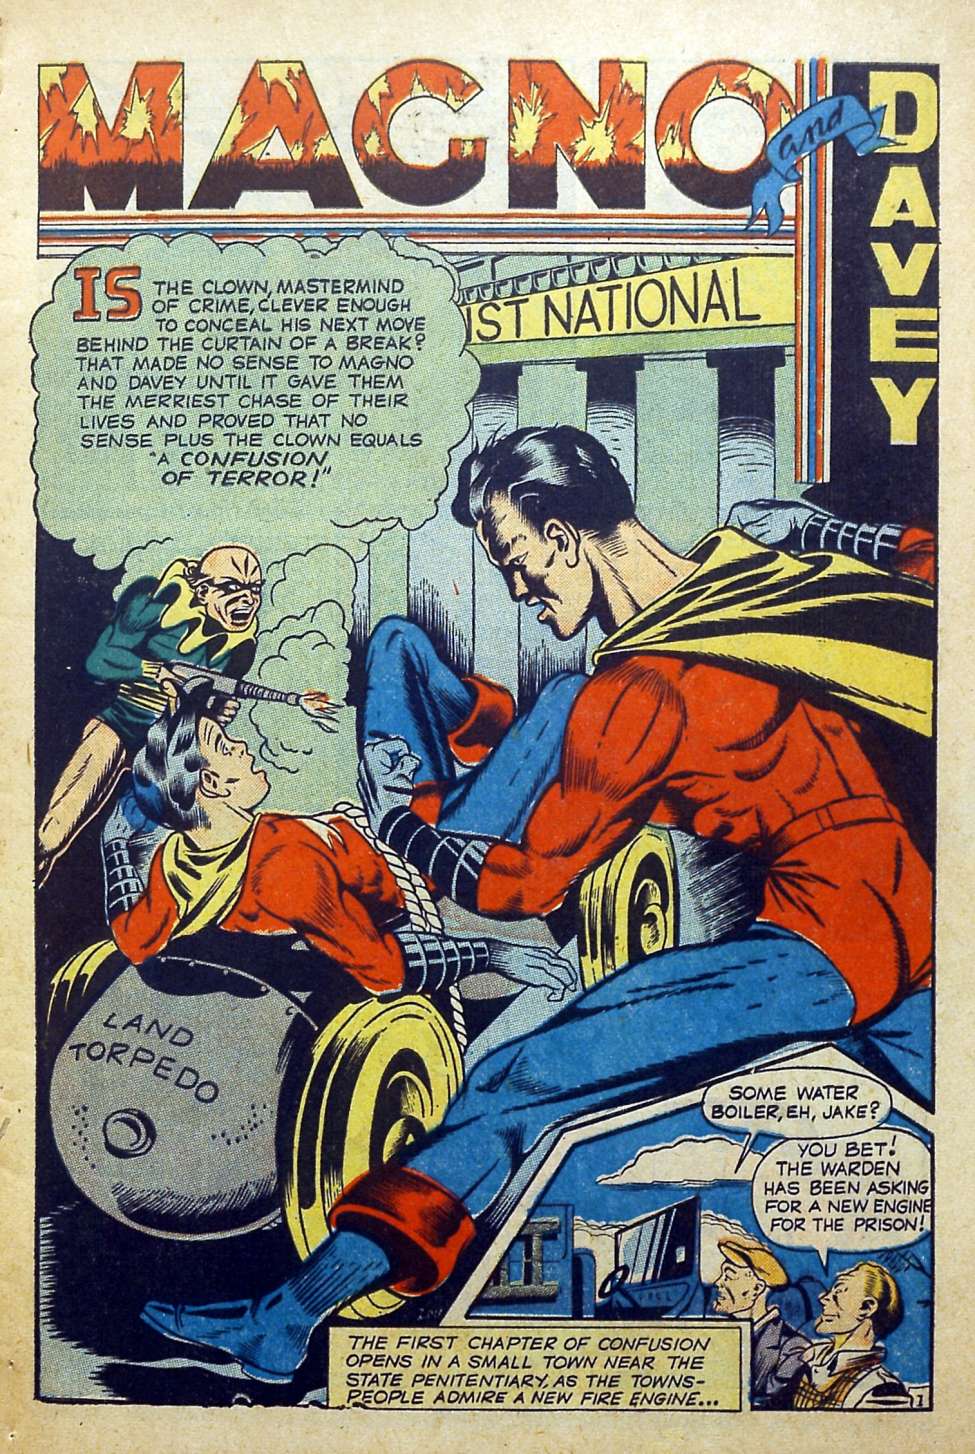 MAGNO
and
DAVEY
IS THE CLOWN, MASTERMIND
OF CRIME, CLEVER ENOUGH
TO CONCEAL HIS NEXT MOVE
BEHIND THE CURTAIN OF A BREAK?
THAT MADE NO SENSE TO MAGNO
AND DAVEY UNTIL IT GAVE THEM
THE MERRIEST CHASE OF THEIR
LIVES AND PROVED THAT NO
SENSE PLUS THE CLOWN EQUALS
"A CONFUSION
OF TERROR!"
IST NATIONAL
LAND
TORPEDO
SOME WATER
BOILER, EH, JAKE?
YOU BET!
THE WARDEN
HAS BEEN ASKING
FOR A NEW ENGINE
FOR THE PRISON!
THE FIRST CHAPTER OF CONFUSION
OPENS IN A SMALL TOWN NEAR THE
STATE PENITENTIARY, AS THE TOWNS-
PEOPLE ADMIRE A NEW FIRE ENGINE...
1